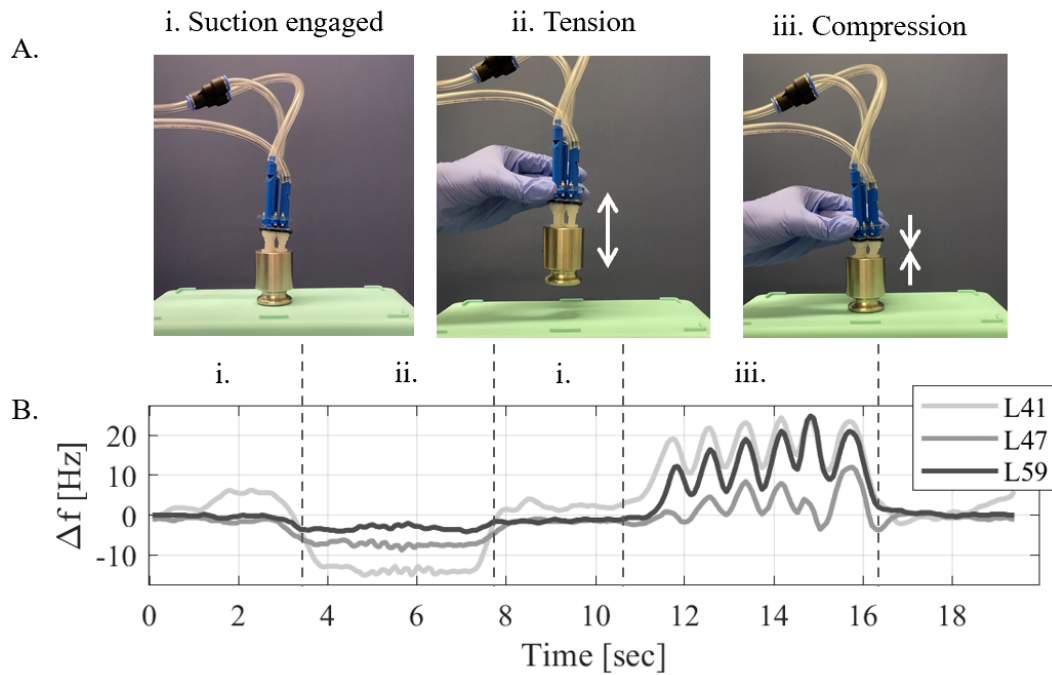 i. Suction engaged
ii. Tension
iii. Compression
A.
i.
ii.
i.
iii.
B.
L41
L47
L59
20
10
0
-10
Δf [Hz]
0
2
4
6
8
10
12
14
16
18
Time [sec]